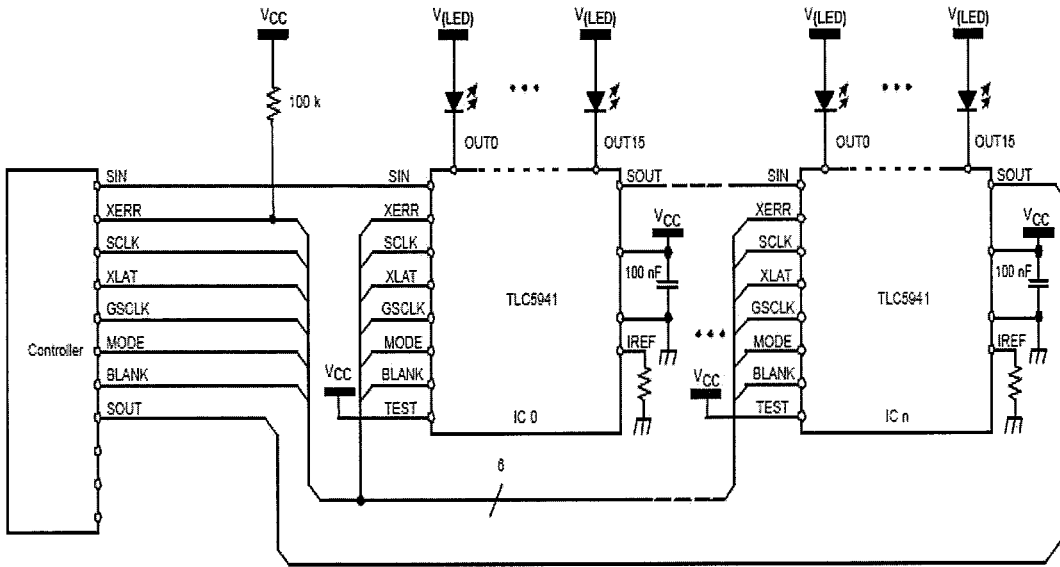 VCC
V(LED)
V(LED)
V(LED)
V(LED)
100 k
OUT0
OUT15
OUT0
OUT15
SIN
SIN
SOUT
SIN
SOUT
XERR
XERR
XERR
VCC
VCC
SCLK
SCLK
SCLK
100 nF
100 nF
XLAT
XLAT
XLAT
TLC5941
TLC5941
GSCLK
GSCLK
GSCLK
Controller
MODE
MODE
IREF
MODE
IREF
BLANK
VCC
BLANK
VCC
BLANK
SOUT
TEST
IC 0
TEST
IC n
6